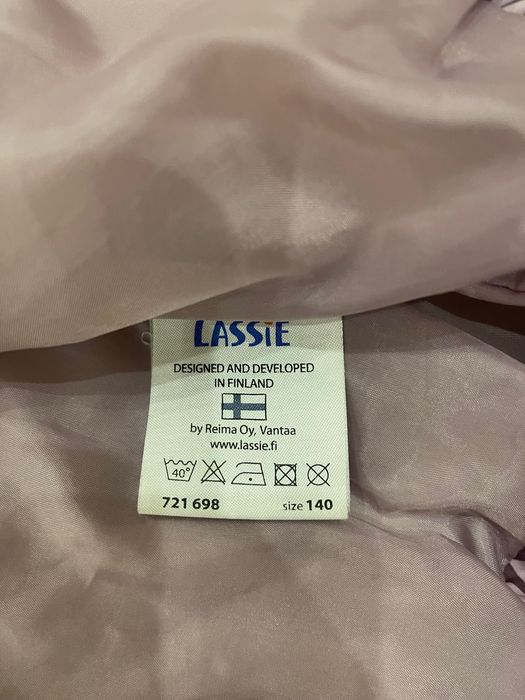 LASSiE
DESIGNED AND DEVELOPED
IN FINLAND
by Reima Oy, Vantaa
www.lassie.fi
40°
721 698 size 140